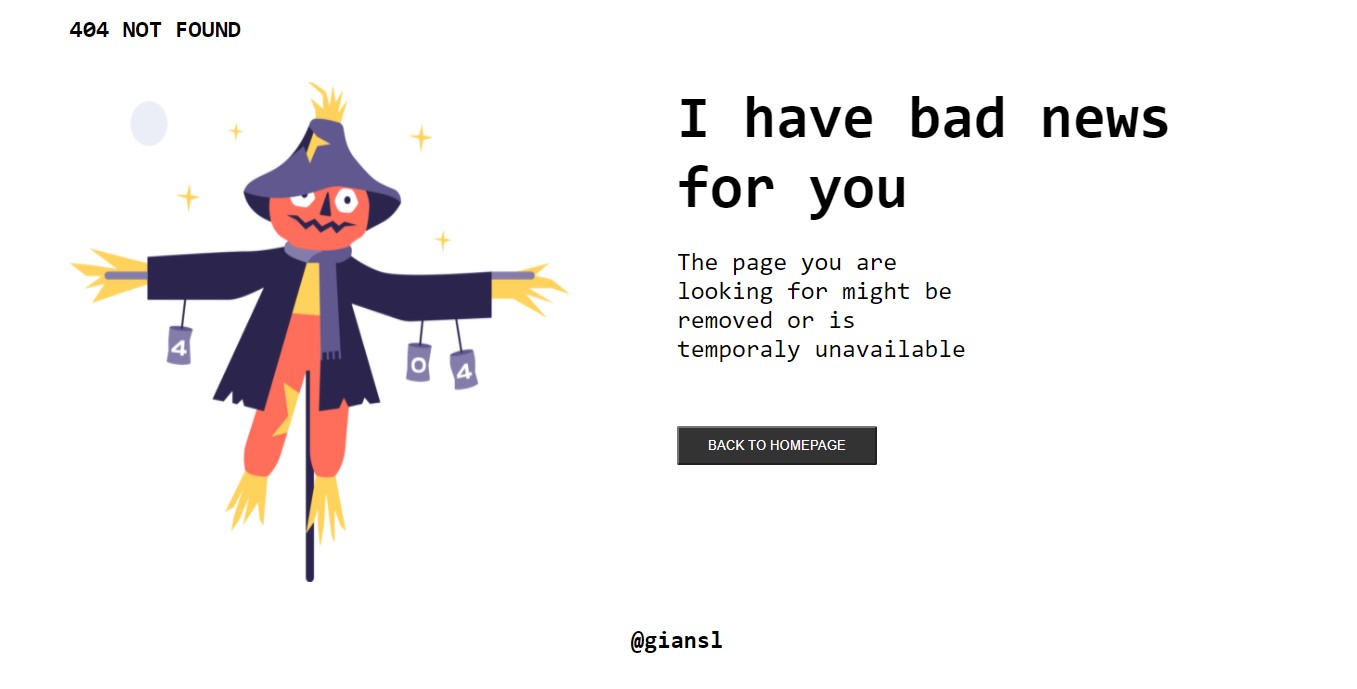 404 NOT FOUND
I have bad news
for you
The page you are
looking for might be
removed or is
temporaly unavailable
4
0
4
BACK TO HOMEPAGE
@giansl